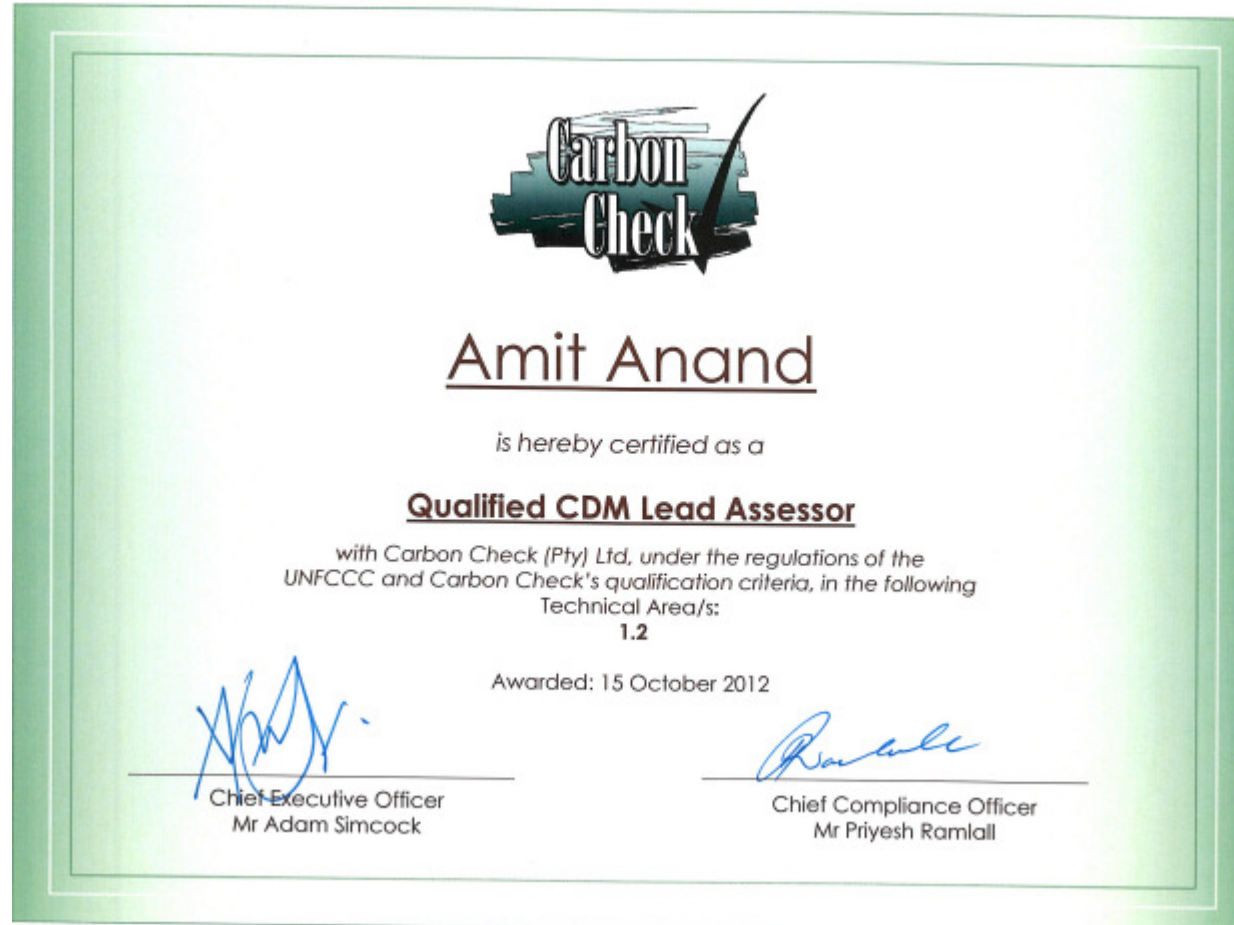 Carbon
Check
Amit Anand
is hereby certified as a
Qualified CDM Lead Assessor
with Carbon Check (Pty) Ltd, under the regulations of the
UNFCCC and Carbon Check's qualification criteria, in the following
Technical Area/s:
1.2
Awarded: 15 October 2012
Chief Executive Officer
Mr Adam Simcock
Chief Compliance Officer
Mr Priyesh Ramlall